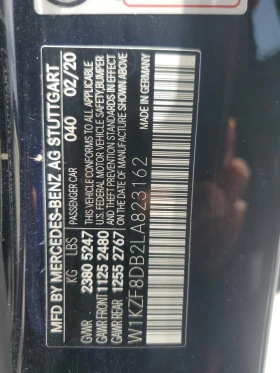 MFD BY MERCEDES-BENZ AG STUTTGART
PASSENGER CAR 040 02/20
KG LBS
GVWR 2380 5247
GAWR FRONT 1125 2480
GAWR REAR 1255 2767
THIS VEHICLE CONFORMS TO ALL APPLICABLE
U.S. FEDERAL MOTOR VEHICLE SAFETY, BUMPER
AND THEFT PREVENTION STANDARDS IN EFFECT
ON THE DATE OF MANUFACTURE SHOWN ABOVE
W1KZF8DB2LA823162
MADE IN GERMANY